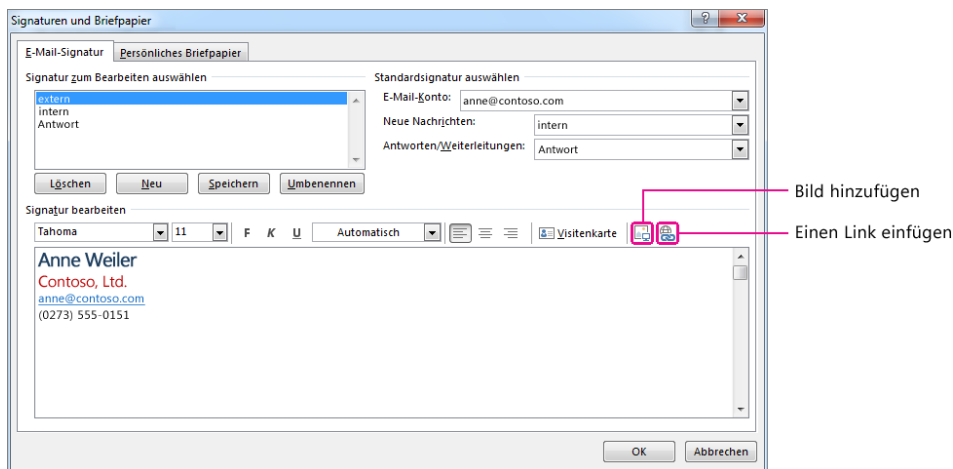 Signaturen und Briefpapier
E-Mail-Signatur Persönliches Briefpapier
Signatur zum Bearbeiten auswählen
extern
intern
Antwort
Löschen Neu Speichern Umbenennen
Standardsignatur auswählen
E-Mail-Konto: anne@contoso.com
Neue Nachrichten: intern
Antworten/Weiterleitungen: Antwort
Signatur bearbeiten
Tahoma 11 F K U Automatisch Visitenkarte
Bild hinzufügen
Einen Link einfügen
Anne Weiler
Contoso, Ltd.
anne@contoso.com
(0273) 555-0151
OK Abbrechen